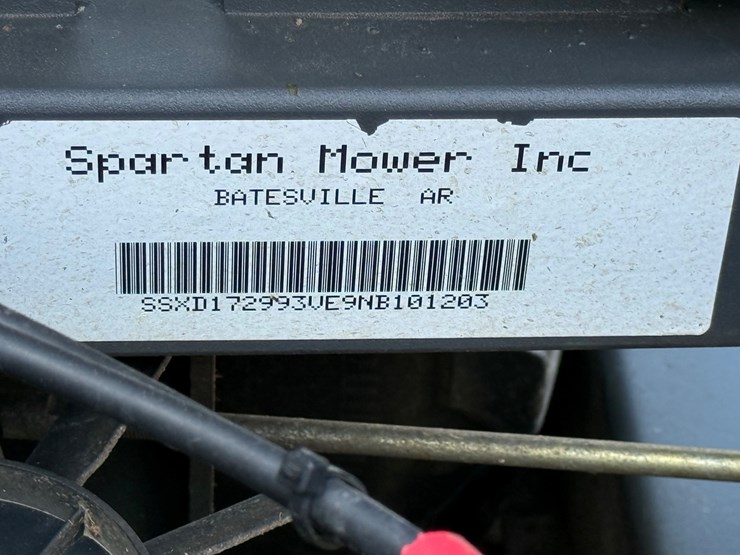 Spartan Mower Inc
BATESVILLE AR
SSXD172993VE9NB101203